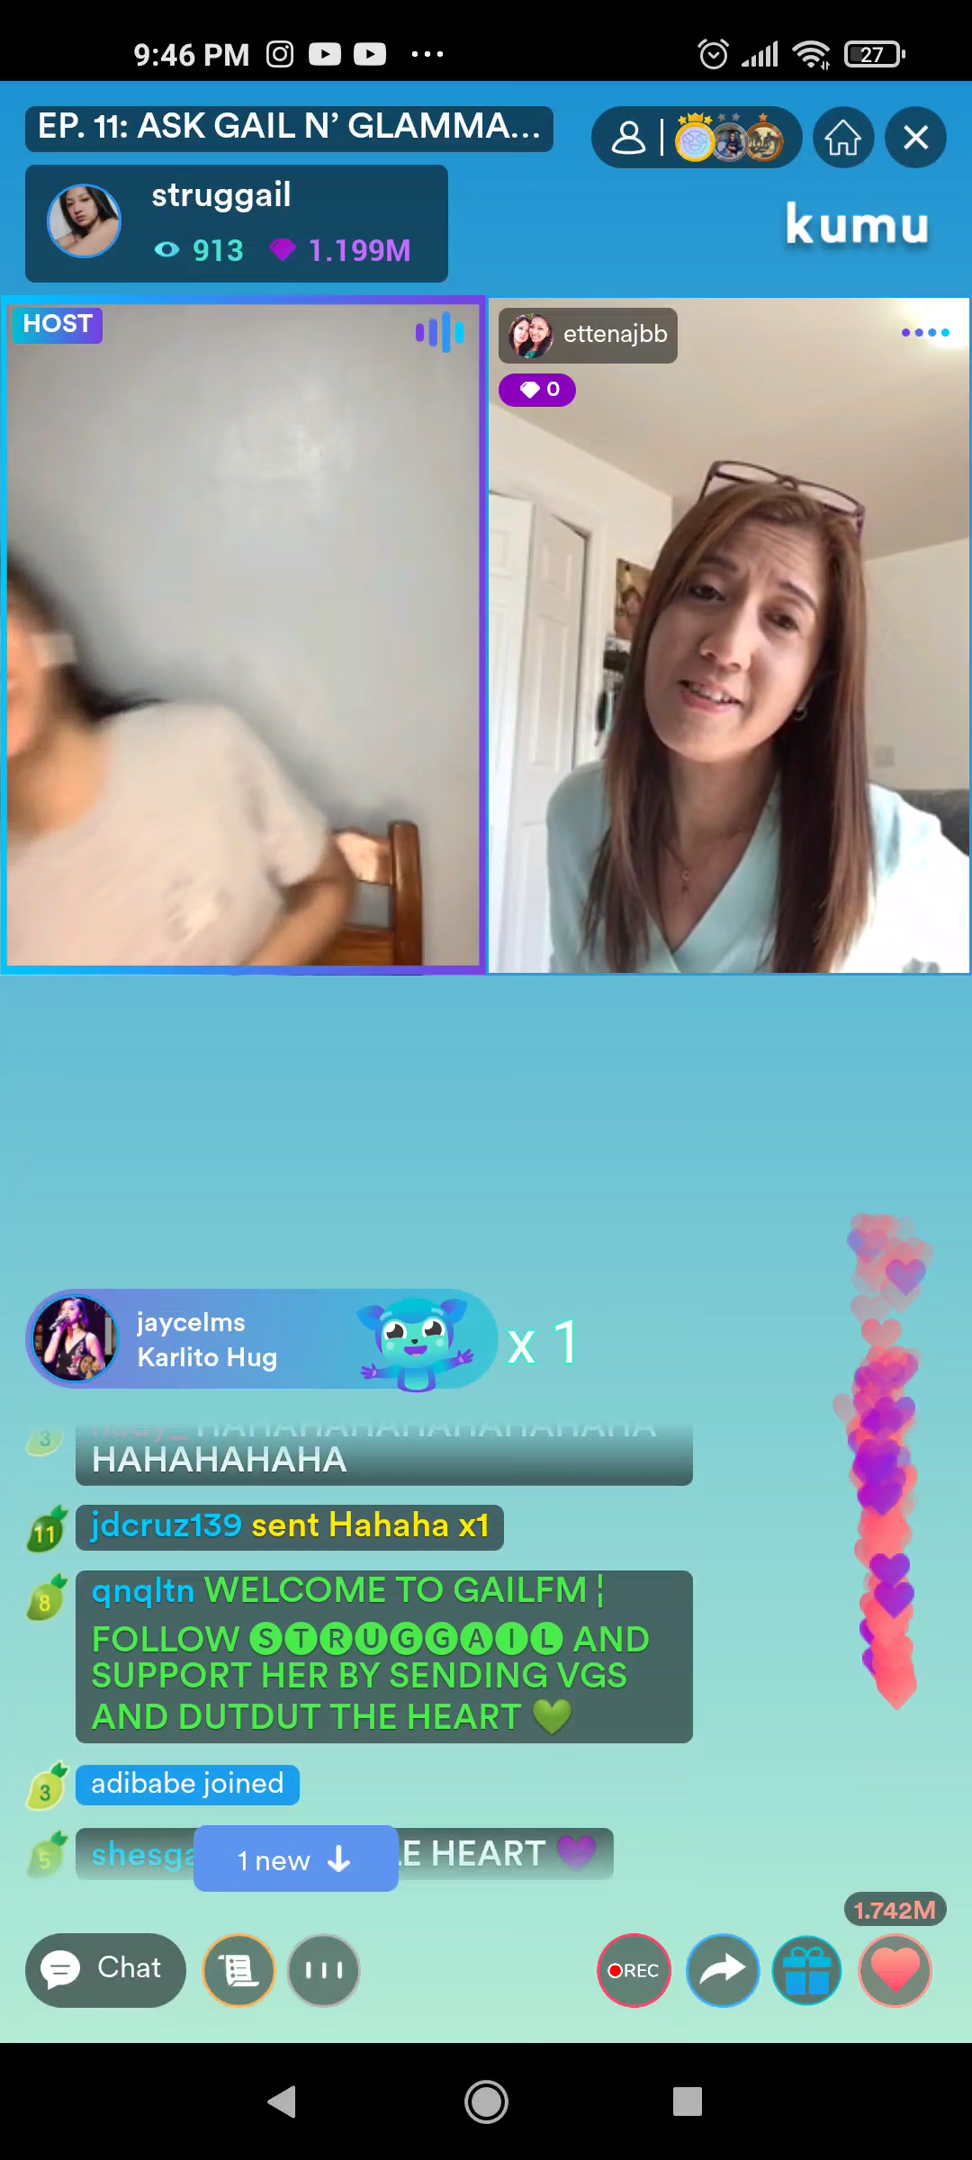 9:46 PM
27
EP. 11: ASK GAIL N’ GLAMMA...
struggail
913 1.199M
kumu
HOST
ettenajbb
0
jaycelms
Karlito Hug
x 1
3 HAHAHAHAHAHAHAHAHA
HAHAHAHAHA
11 jdcruz139 sent Hahaha x1
8 qnqltn WELCOME TO GAILFM ¦
FOLLOW 🅢🅣🅡🅤🅖🅖🅐🅘🅛 AND
SUPPORT HER BY SENDING VGS
AND DUTDUT THE HEART 💚
3 adibabe joined
5 HEART 💜
1 new ↓
1.742M
Chat
REC